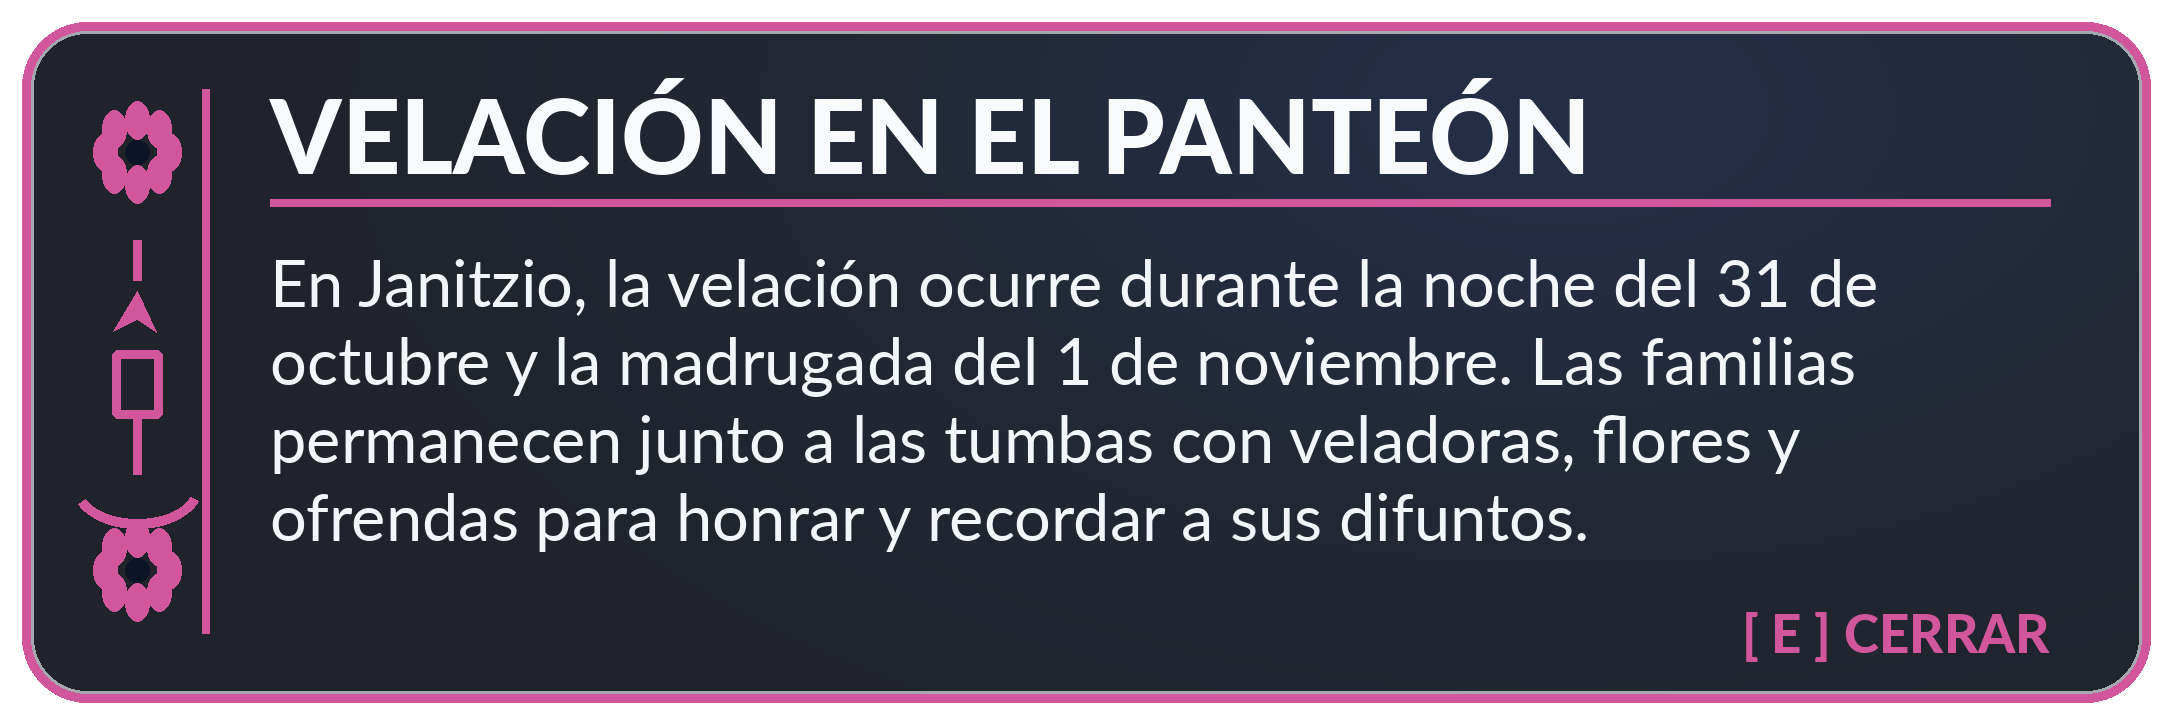 VELACIÓN EN EL PANTEÓN
En Janitzio, la velación ocurre durante la noche del 31 de
octubre y la madrugada del 1 de noviembre. Las familias
permanecen junto a las tumbas con veladoras, flores y
ofrendas para honrar y recordar a sus difuntos.
[ E ] CERRAR